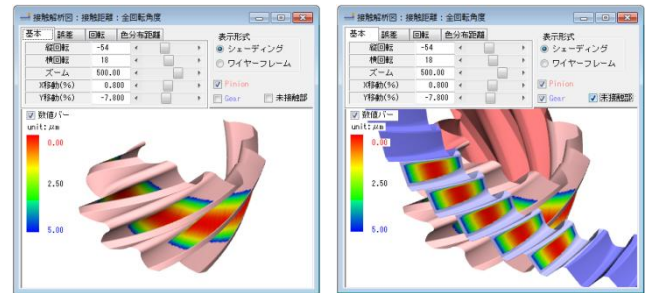 接触解析図：接触距離：全回転角度
基本 誤差 回転 色分布距離
縦回転 -54
横回転 18
ズーム 500.00
X移動(%) 0.800
Y移動(%) -7.800
表示形式
シェーディング
ワイヤーフレーム
Pinion
Gear 未接触部
数値バー
unit:μm
0.00
2.50
5.00
接触解析図：接触距離：全回転角度
基本 誤差 回転 色分布距離
縦回転 -54
横回転 18
ズーム 500.00
X移動(%) 0.800
Y移動(%) -7.800
表示形式
シェーディング
ワイヤーフレーム
Pinion
Gear 未接触部
数値バー
unit:μm
0.00
2.50
5.00